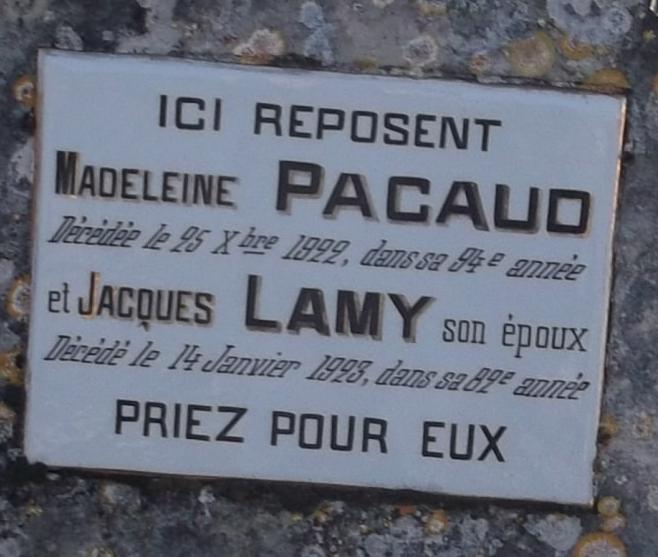 ICI REPOSENT
MADELEINE PACAUD
Décédée le 25 Xbre 1922, dans sa 84e année
et JACQUES LAMY son époux
Décédé le 14 Janvier 1923, dans sa 82e année
PRIEZ POUR EUX